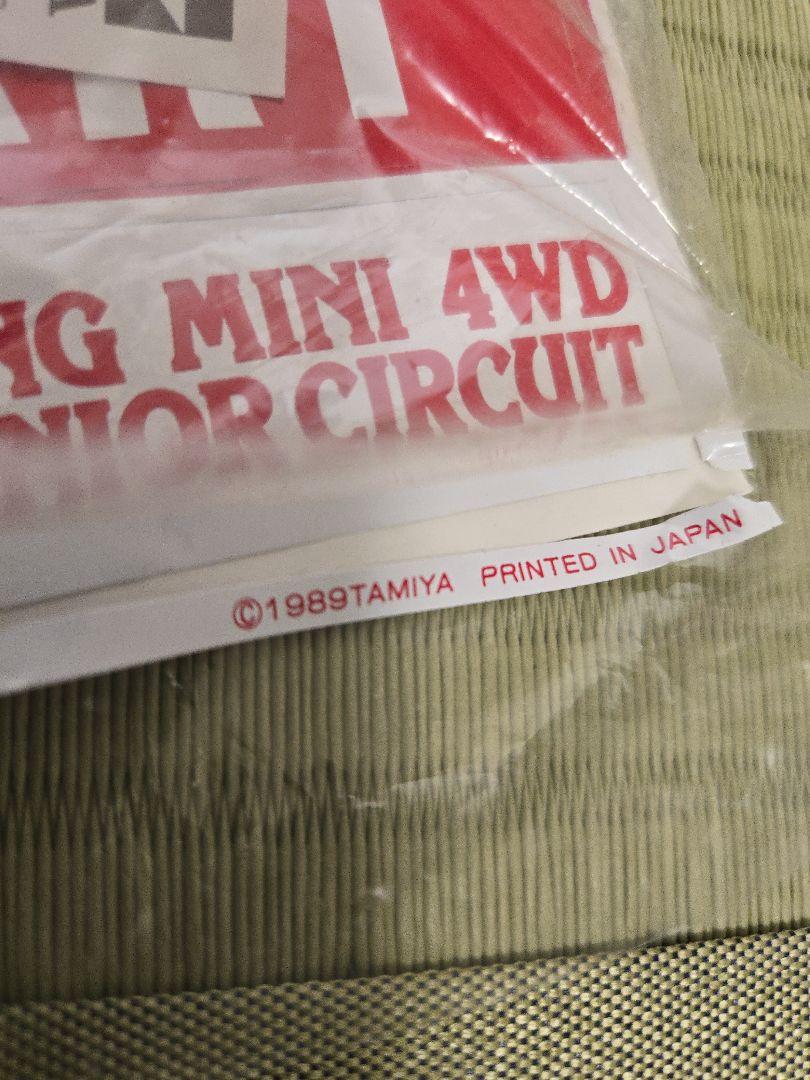 MINI 4WD
CIRCUIT
©1989TAMIYA PRINTED IN JAPAN